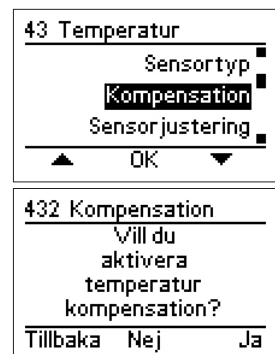 43 Temperatur
Sensortyp
Kompensation
Sensorjustering
OK
432 Kompensation
Vill du
aktivera
temperatur
kompensation?
Tillbaka Nej Ja